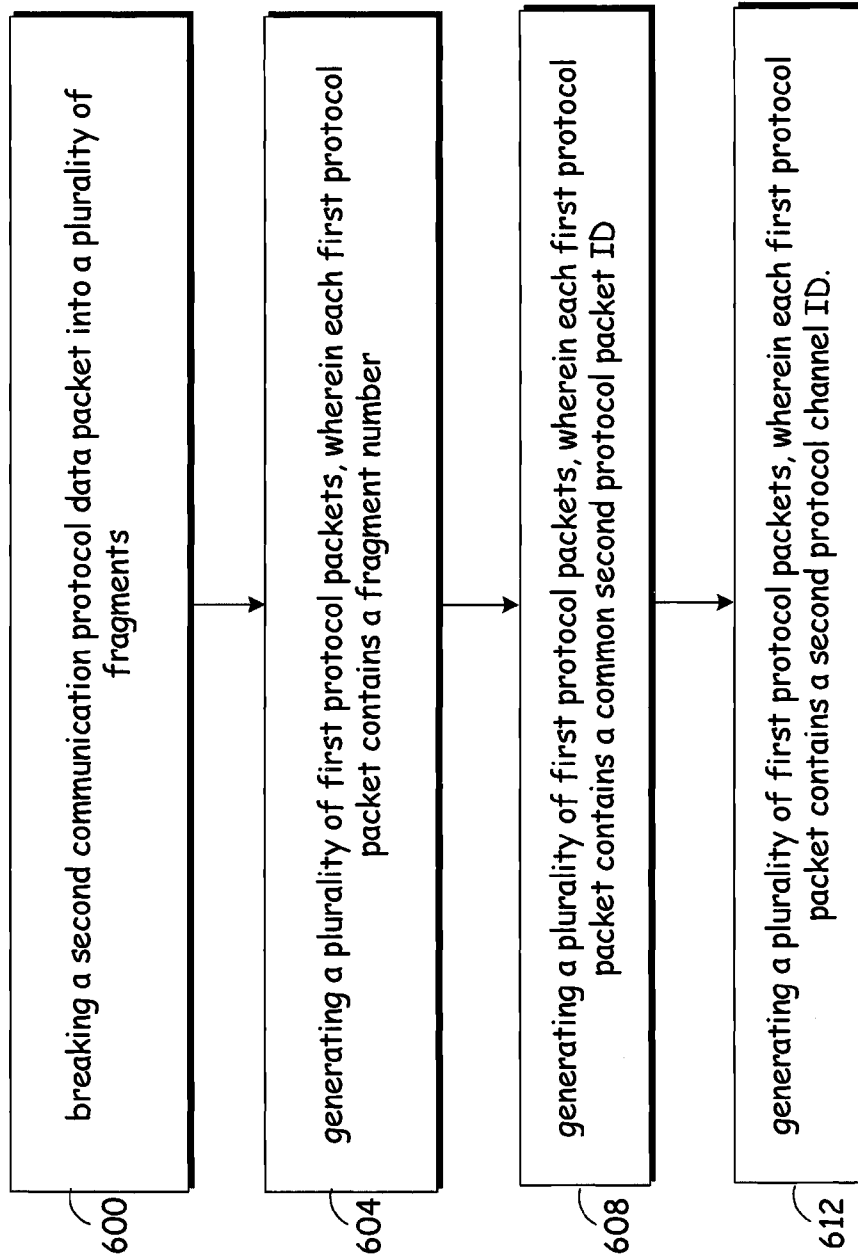 breaking a second communication protocol data packet into a plurality of
fragments
600
generating a plurality of first protocol packets, wherein each first protocol
packet contains a fragment number
604
generating a plurality of first protocol packets, wherein each first protocol
packet contains a common second protocol packet ID
608
generating a plurality of first protocol packets, wherein each first protocol
packet contains a second protocol channel ID.
612